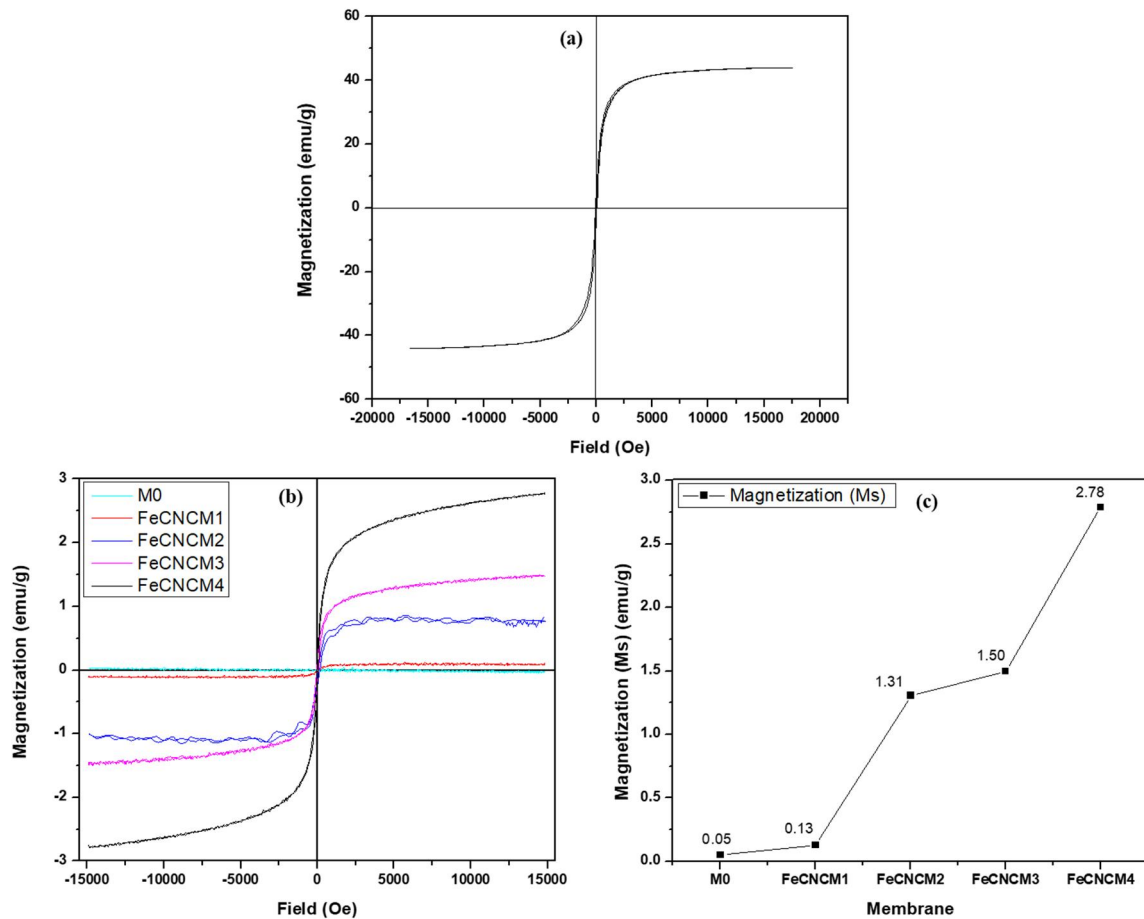 (a)
Magnetization (emu/g)
60
40
20
0
-20
-40
-60
-20000 -15000 -10000 -5000 0 5000 10000 15000 20000
Field (Oe)
(b)
M0
FeCNCM1
FeCNCM2
FeCNCM3
FeCNCM4
Magnetization (emu/g)
3
2
1
0
-1
-2
-3
-15000 -10000 -5000 0 5000 10000 15000
Field (Oe)
(c)
Magnetization (Ms)
Magnetization (Ms) (emu/g)
3.0
2.5
2.0
1.5
1.0
0.5
0.0
0.05
0.13
1.31
1.50
2.78
M0 FeCNCM1 FeCNCM2 FeCNCM3 FeCNCM4
Membrane